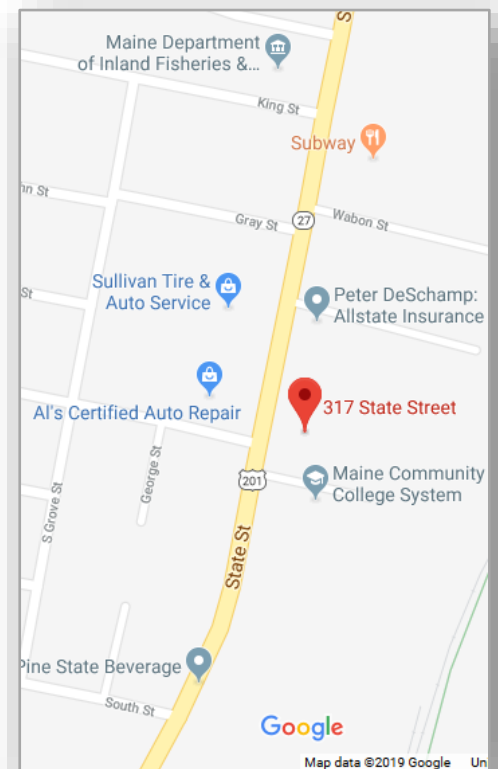 S
Maine Department
of Inland Fisheries &...
King St
Subway
nn St
Gray St
27
Wabon St
St
Sullivan Tire &
Auto Service
Peter DeSchamp:
Allstate Insurance
Al's Certified Auto Repair
317 State Street
George St
201
Maine Community
College System
S Grove St
State St
Pine State Beverage
South St
Google
Map data ©2019 Google Un